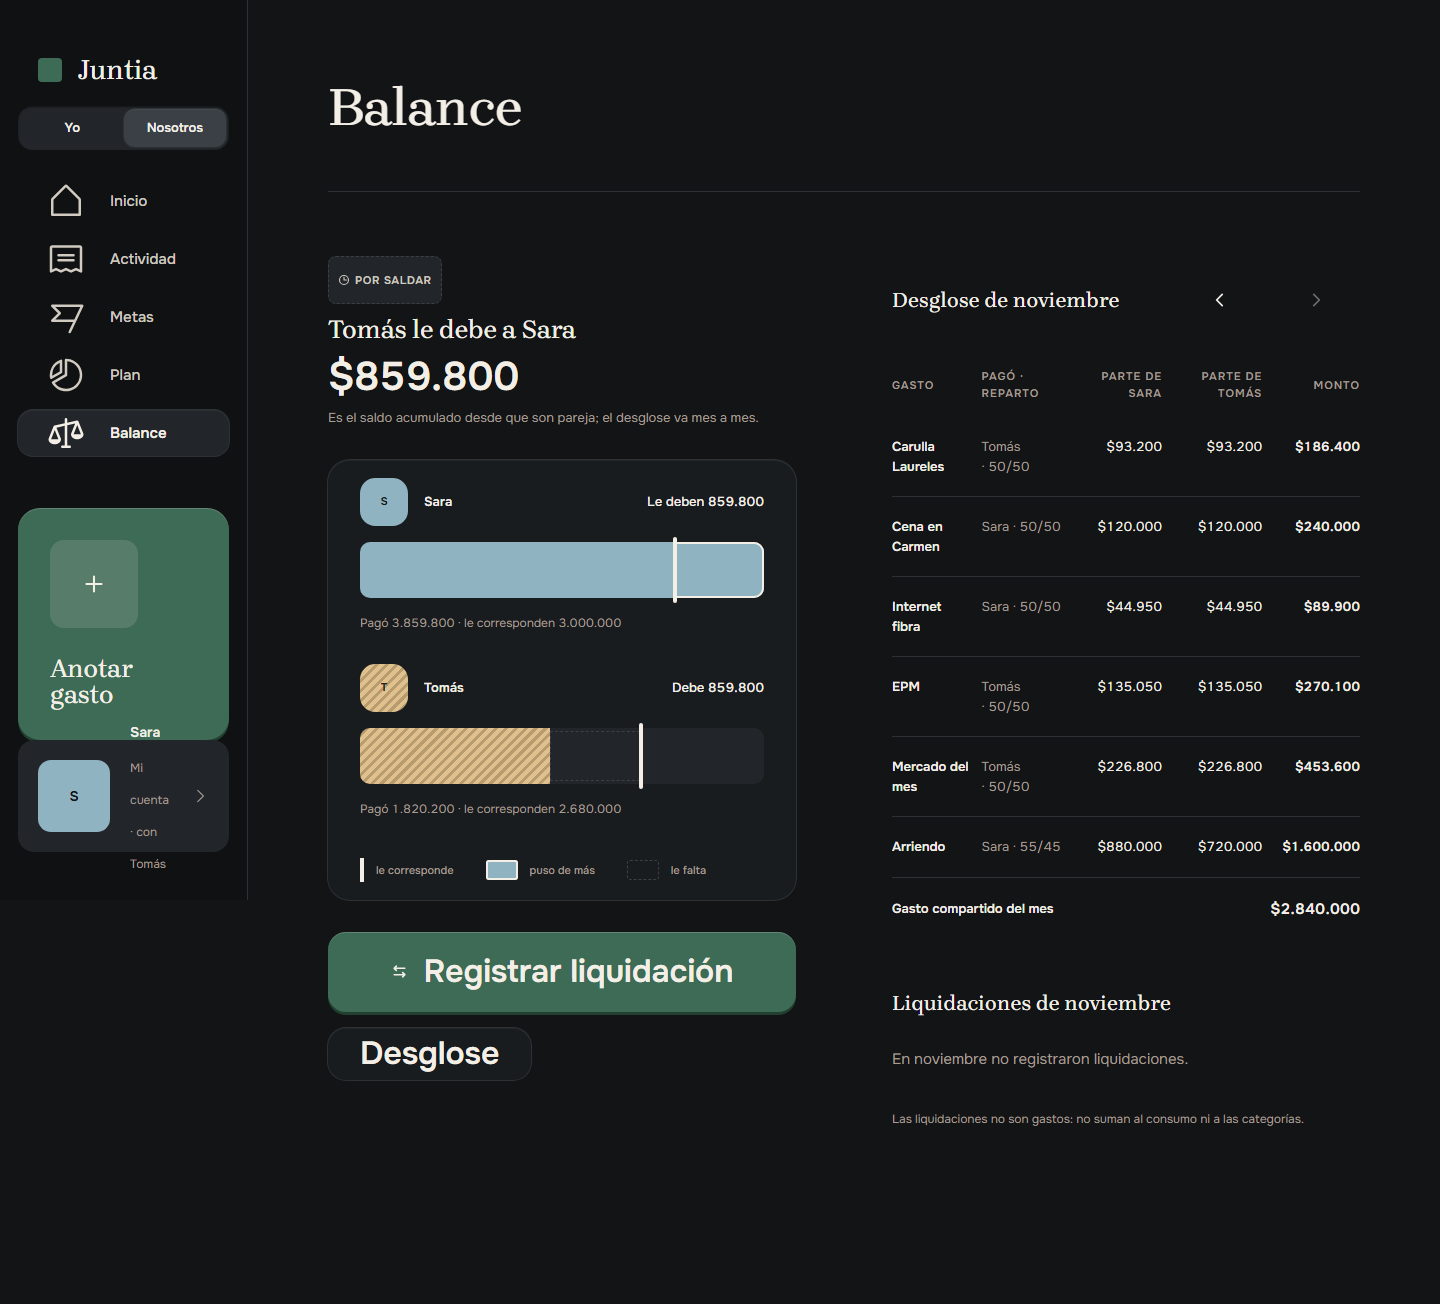 Juntia
Yo
Nosotros
Inicio
Actividad
Metas
Plan
Balance
Anotar
gasto
S
Sara
Mi
cuenta
· con
Tomás
Balance
POR SALDAR
Tomás le debe a Sara
$859.800
Es el saldo acumulado desde que son pareja; el desglose va mes a mes.
S
Sara
Le deben 859.800
Pagó 3.859.800 · le corresponden 3.000.000
T
Tomás
Debe 859.800
Pagó 1.820.200 · le corresponden 2.680.000
le corresponde
puso de más
le falta
Registrar liquidación
Desglose
Desglose de noviembre
GASTO
PAGÓ ·
REPARTO
PARTE DE
SARA
PARTE DE
TOMÁS
MONTO
Carulla
Laureles
Tomás
· 50/50
$93.200
$93.200
$186.400
Cena en
Carmen
Sara · 50/50
$120.000
$120.000
$240.000
Internet
fibra
Sara · 50/50
$44.950
$44.950
$89.900
EPM
Tomás
· 50/50
$135.050
$135.050
$270.100
Mercado del
mes
Tomás
· 50/50
$226.800
$226.800
$453.600
Arriendo
Sara · 55/45
$880.000
$720.000
$1.600.000
Gasto compartido del mes
$2.840.000
Liquidaciones de noviembre
En noviembre no registraron liquidaciones.
Las liquidaciones no son gastos: no suman al consumo ni a las categorías.